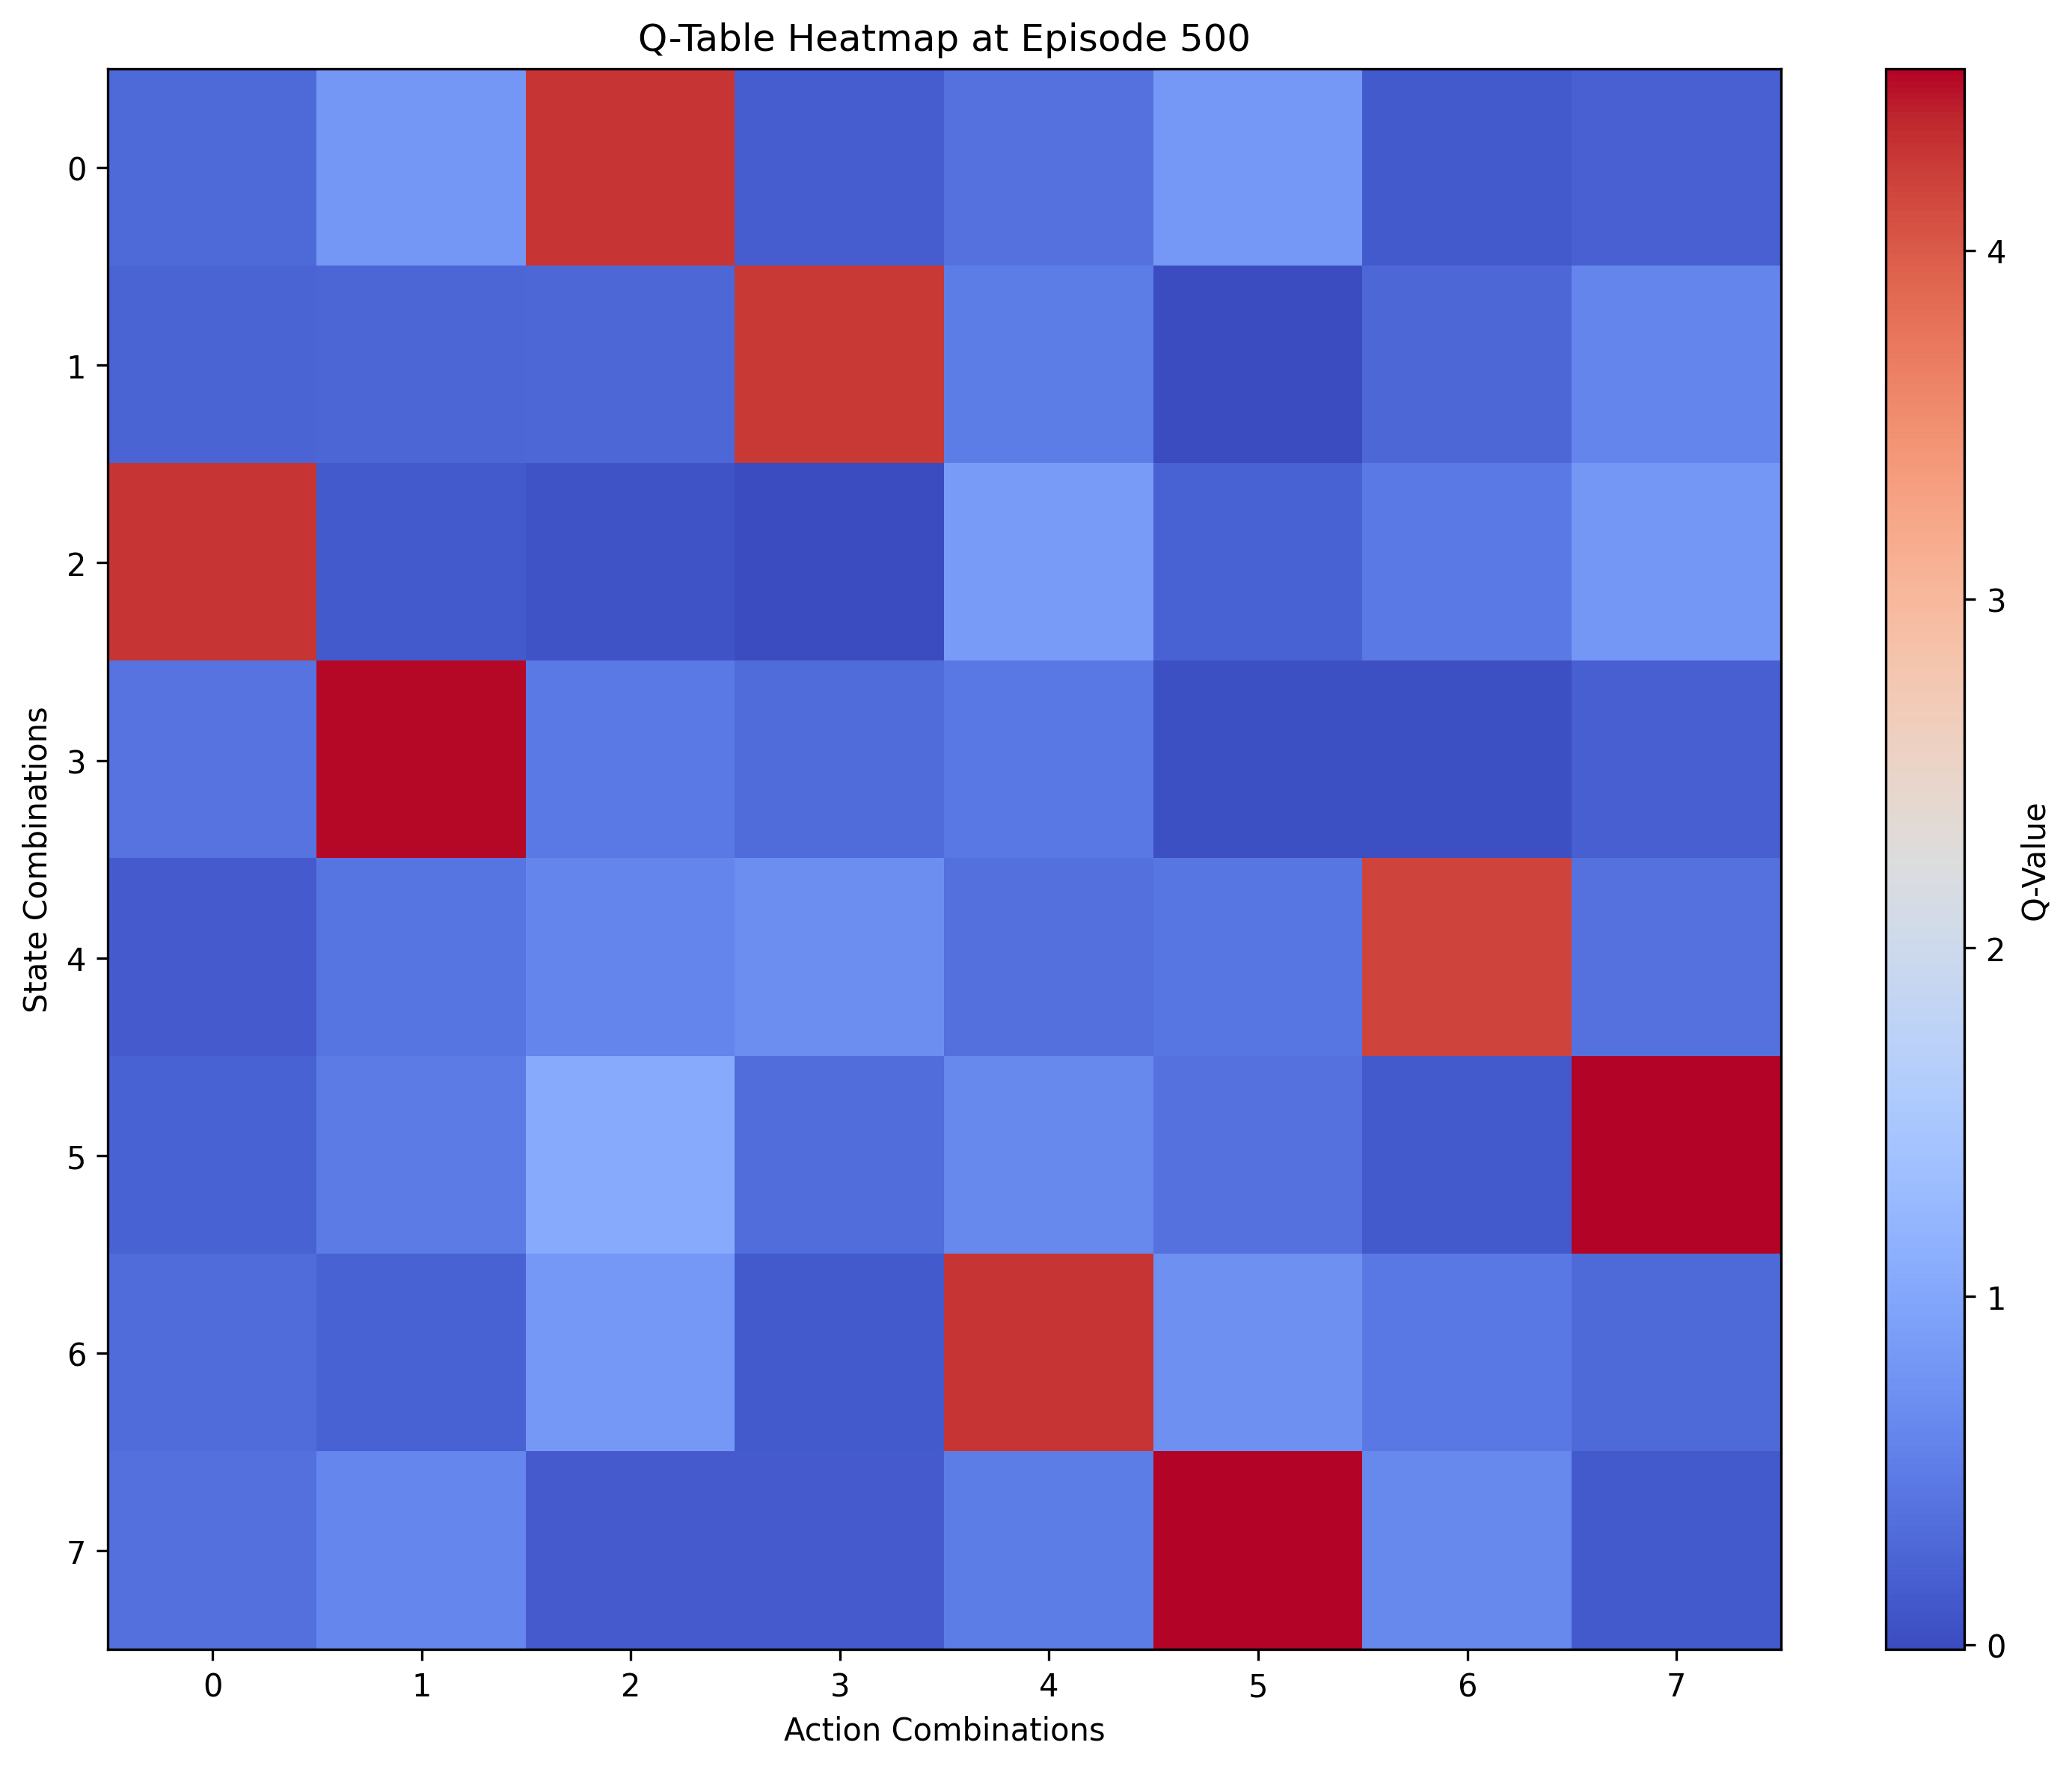 Q-Table Heatmap at Episode 500
0
1
2
3
4
5
6
7
State Combinations
0 1 2 3 4 5 6 7
Action Combinations
4
3
2
1
0
Q-Value